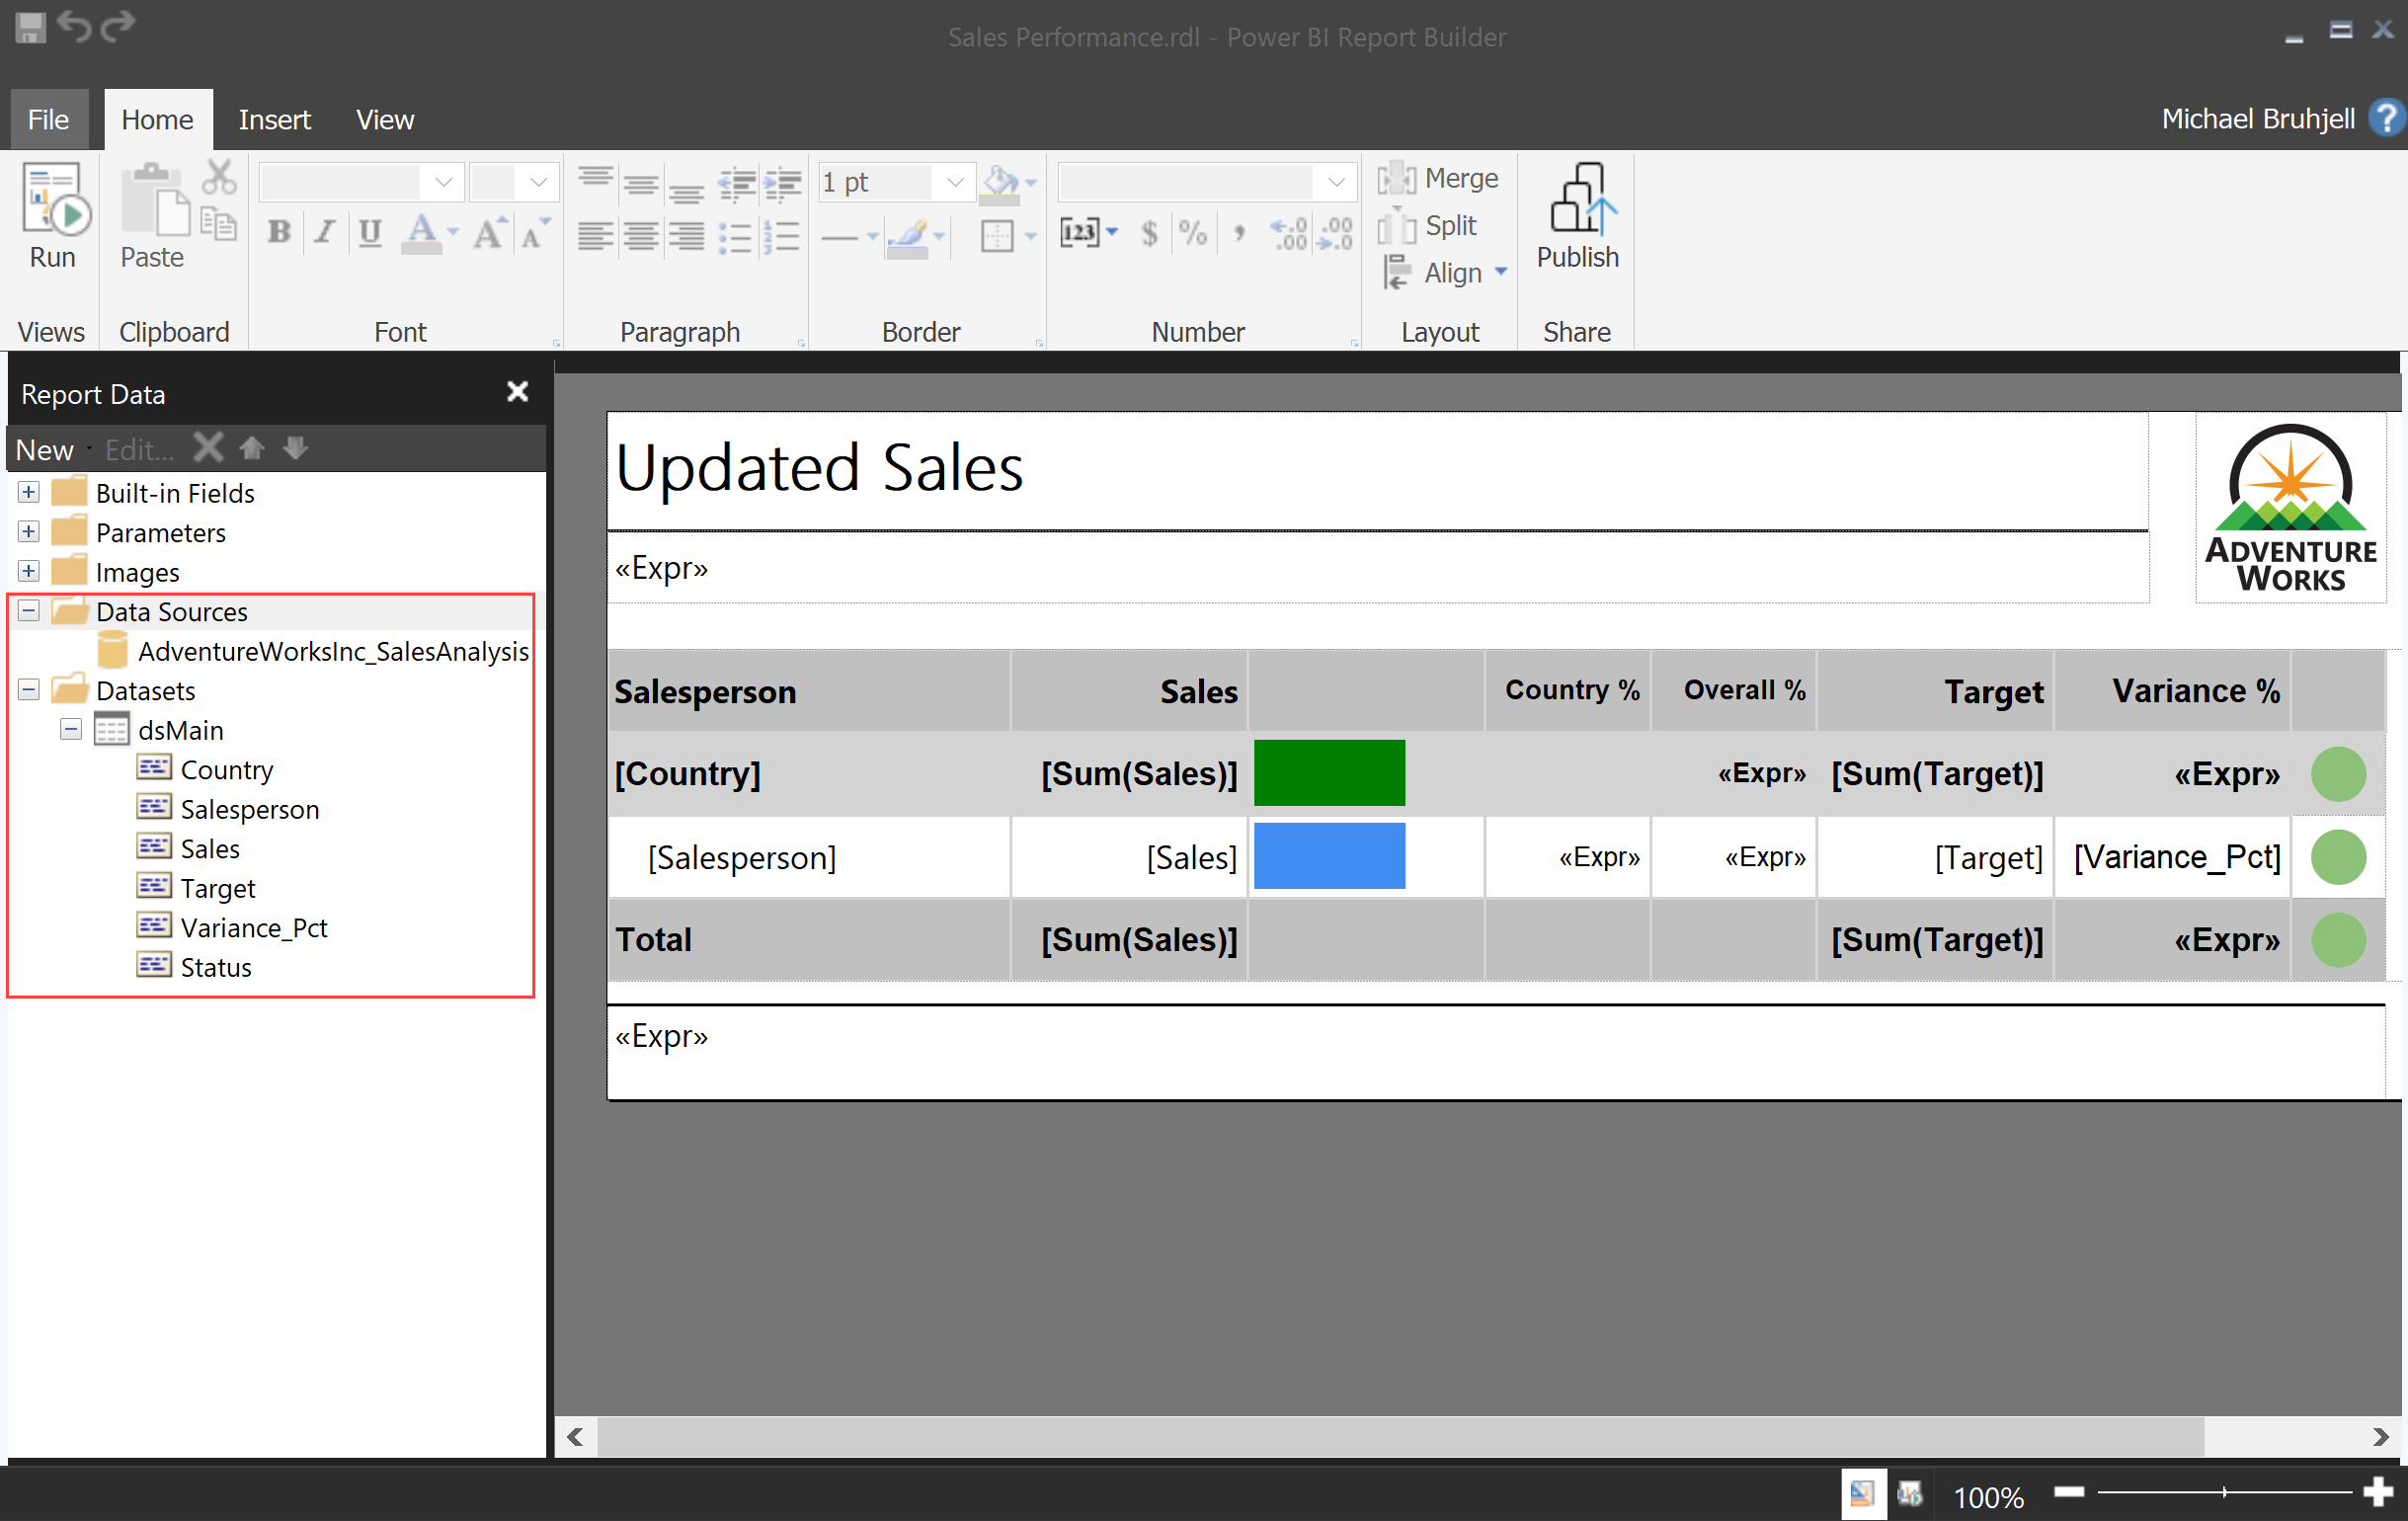 Sales Performance.rdl - Power BI Report Builder
File Home Insert View Michael Bruhjell ?
Run
Paste
B I U A A A
1 pt
[123] $ % , ←.0 .00 .00 →.0
Merge
Split
Align
Publish
Views Clipboard Font Paragraph Border Number Layout Share
Report Data
New Edit...
Built-in Fields
Parameters
Images
Data Sources
AdventureWorksInc_SalesAnalysis
Datasets
dsMain
Country
Salesperson
Sales
Target
Variance_Pct
Status
Updated Sales
«Expr»
ADVENTURE
WORKS
Salesperson Sales Country % Overall % Target Variance %
[Country] [Sum(Sales)] «Expr» [Sum(Target)] «Expr»
[Salesperson] [Sales] «Expr» «Expr» [Target] [Variance_Pct]
Total [Sum(Sales)] [Sum(Target)] «Expr»
«Expr»
100%